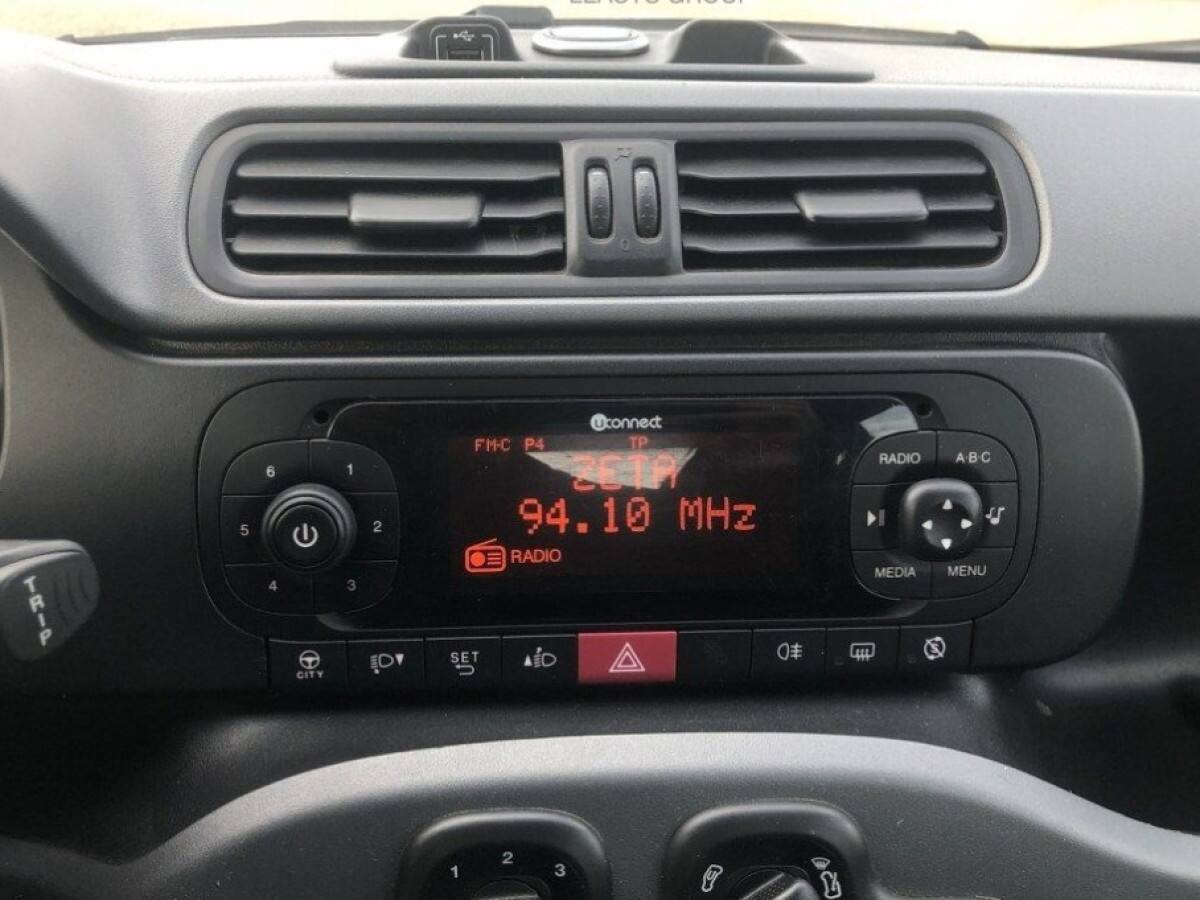 uconnect
FM-C P4 TP
ZETA
94.10 MHz
RADIO
6 1
5 2
4 3
RADIO A·B·C
MEDIA MENU
TRIP
CITY
SET
0
1 2 3